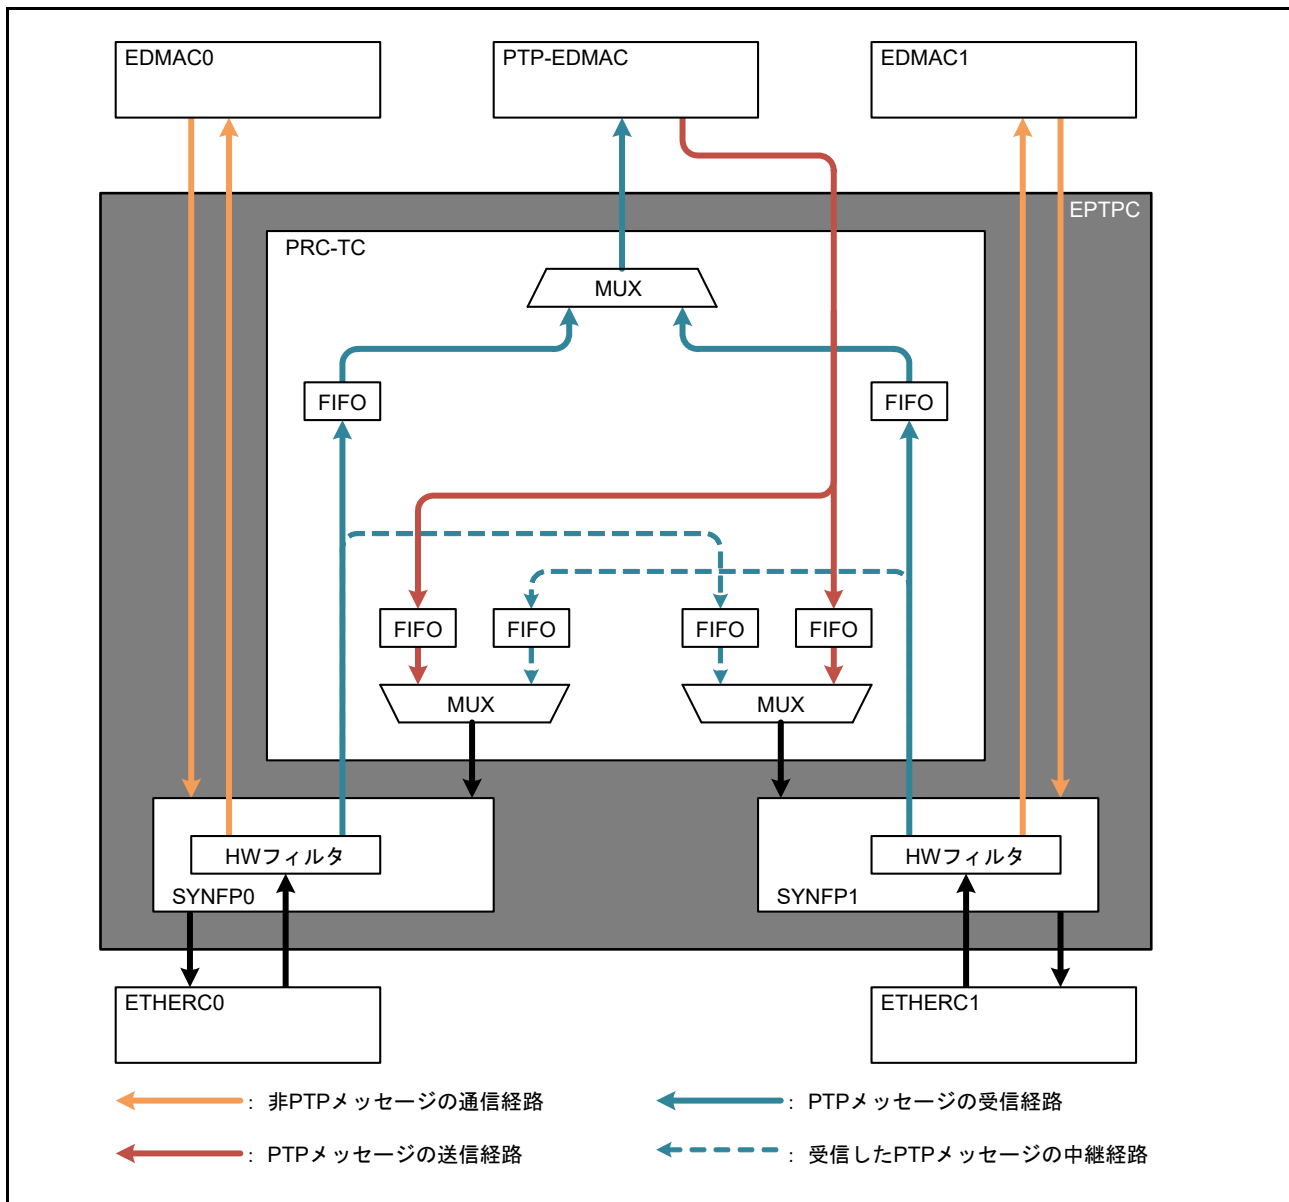 EDMAC0
PTP-EDMAC
EDMAC1
EPTPC
PRC-TC
MUX
FIFO
FIFO
FIFO
FIFO
FIFO
FIFO
MUX
MUX
HWフィルタ
SYNFP0
HWフィルタ
SYNFP1
ETHERC0
ETHERC1
: 非PTPメッセージの通信経路
: PTPメッセージの受信経路
: PTPメッセージの送信経路
: 受信したPTPメッセージの中継経路